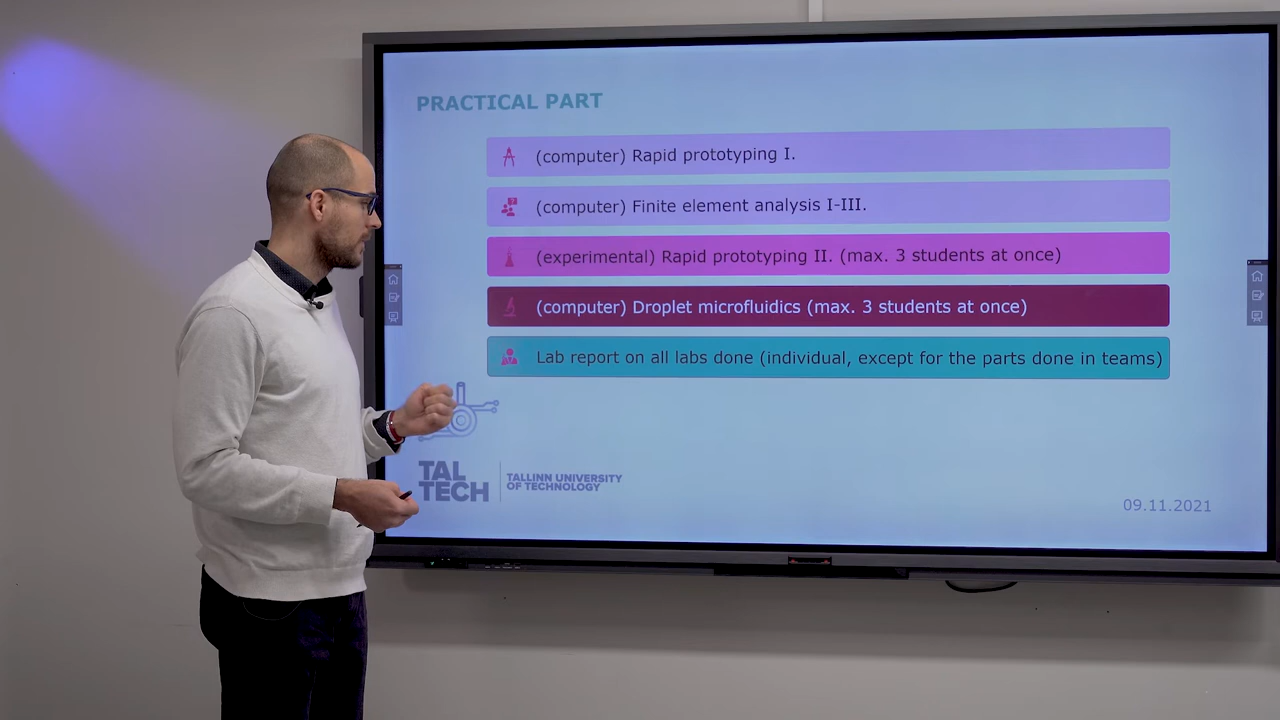 PRACTICAL PART
(computer) Rapid prototyping I.
(computer) Finite element analysis I-III.
(experimental) Rapid prototyping II. (max. 3 students at once)
(computer) Droplet microfluidics (max. 3 students at once)
Lab report on all labs done (individual, except for the parts done in teams)
TAL
TECH
TALLINN UNIVERSITY
OF TECHNOLOGY
09.11.2021